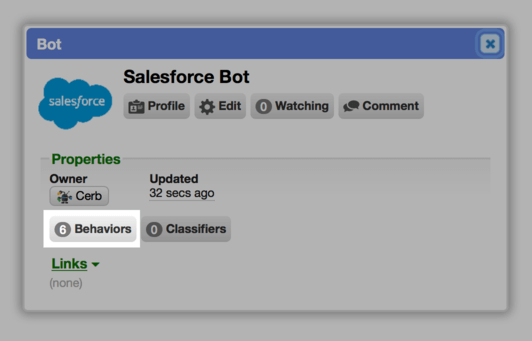 Bot
Salesforce Bot
salesforce
Profile Edit 0 Watching Comment
Properties
Owner Updated
Cerb 32 secs ago
6 Behaviors 0 Classifiers
Links
(none)